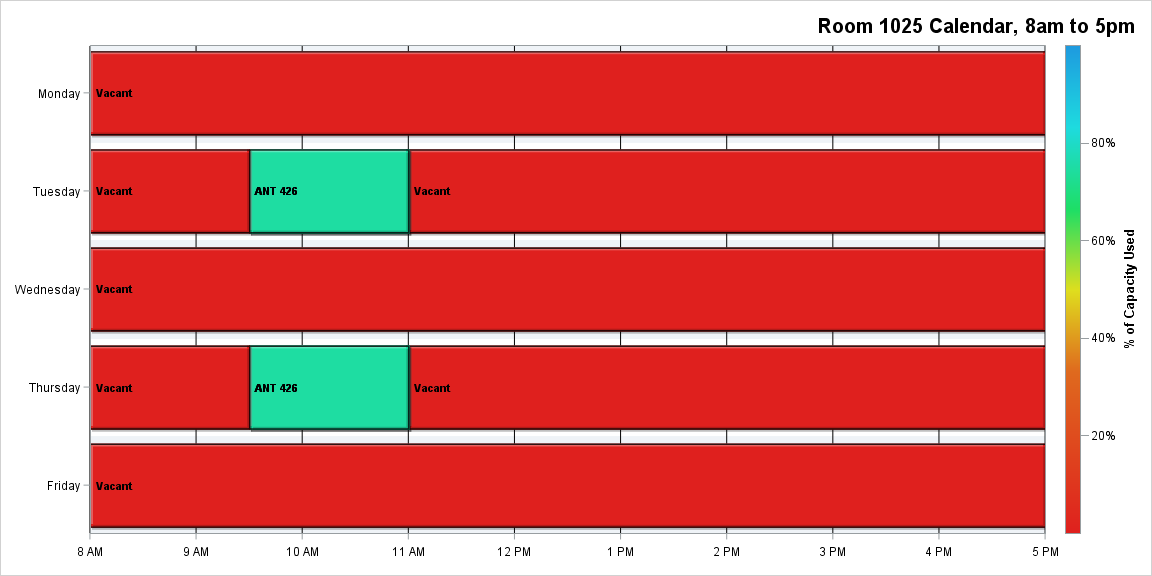 Room 1025 Calendar, 8am to 5pm
Monday
Vacant
Tuesday
Vacant
ANT 426
Vacant
Wednesday
Vacant
Thursday
Vacant
ANT 426
Vacant
Friday
Vacant
8 AM
9 AM
10 AM
11 AM
12 PM
1 PM
2 PM
3 PM
4 PM
5 PM
80%
60%
40%
20%
% of Capacity Used